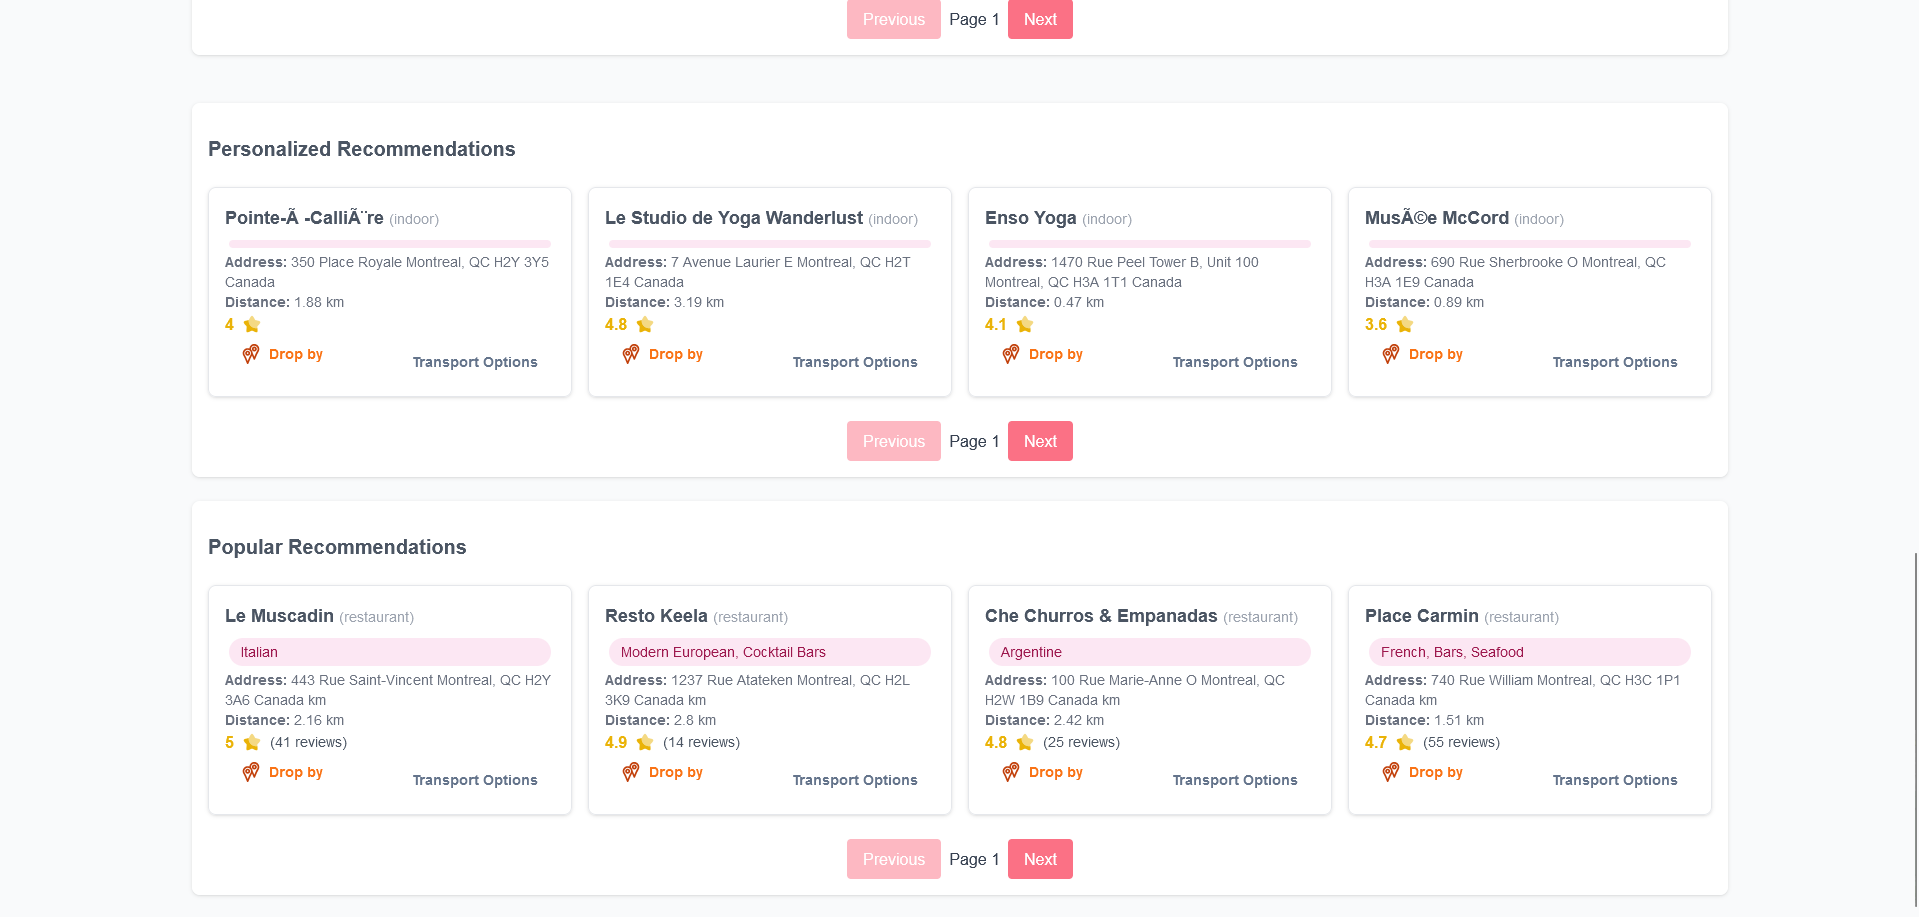 Previous Page 1 Next
Personalized Recommendations
Pointe-Ã -CalliÃ¨re (indoor)
Address: 350 Place Royale Montreal, QC H2Y 3Y5
Canada
Distance: 1.88 km
4
Drop by
Transport Options
Le Studio de Yoga Wanderlust (indoor)
Address: 7 Avenue Laurier E Montreal, QC H2T
1E4 Canada
Distance: 3.19 km
4.8
Drop by
Transport Options
Enso Yoga (indoor)
Address: 1470 Rue Peel Tower B, Unit 100
Montreal, QC H3A 1T1 Canada
Distance: 0.47 km
4.1
Drop by
Transport Options
MusÃ©e McCord (indoor)
Address: 690 Rue Sherbrooke O Montreal, QC
H3A 1E9 Canada
Distance: 0.89 km
3.6
Drop by
Transport Options
Previous Page 1 Next
Popular Recommendations
Le Muscadin (restaurant)
Italian
Address: 443 Rue Saint-Vincent Montreal, QC H2Y
3A6 Canada km
Distance: 2.16 km
5 (41 reviews)
Drop by
Transport Options
Resto Keela (restaurant)
Modern European, Cocktail Bars
Address: 1237 Rue Atateken Montreal, QC H2L
3K9 Canada km
Distance: 2.8 km
4.9 (14 reviews)
Drop by
Transport Options
Che Churros & Empanadas (restaurant)
Argentine
Address: 100 Rue Marie-Anne O Montreal, QC
H2W 1B9 Canada km
Distance: 2.42 km
4.8 (25 reviews)
Drop by
Transport Options
Place Carmin (restaurant)
French, Bars, Seafood
Address: 740 Rue William Montreal, QC H3C 1P1
Canada km
Distance: 1.51 km
4.7 (55 reviews)
Drop by
Transport Options
Previous Page 1 Next